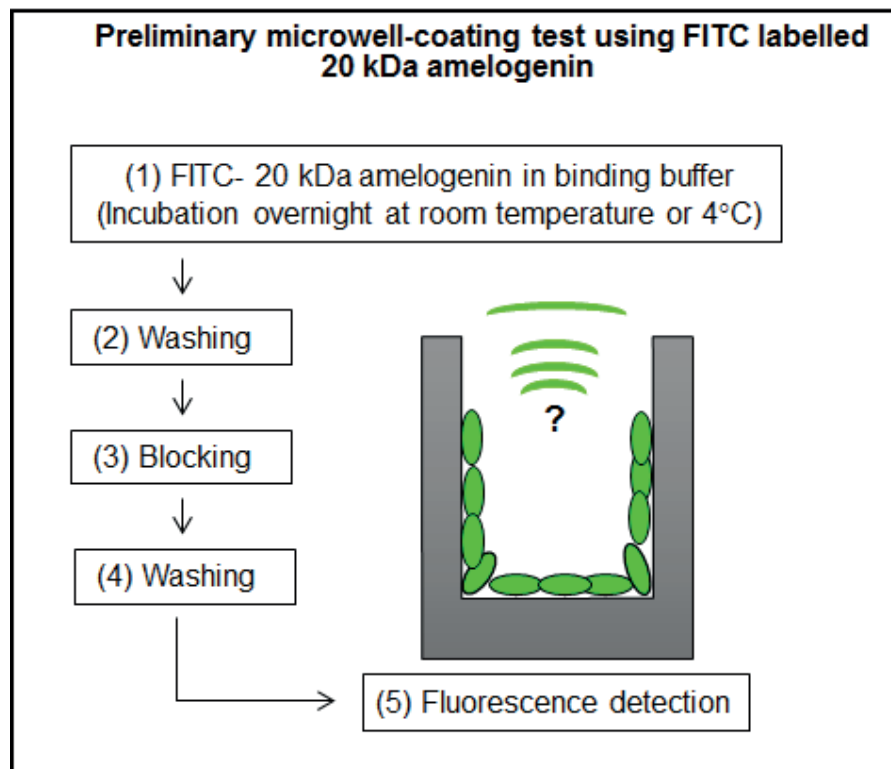 Preliminary microwell-coating test using FITC labelled
20 kDa amelogenin
(1) FITC- 20 kDa amelogenin in binding buffer
(Incubation overnight at room temperature or 4°C)
(2) Washing
(3) Blocking
(4) Washing
?
(5) Fluorescence detection